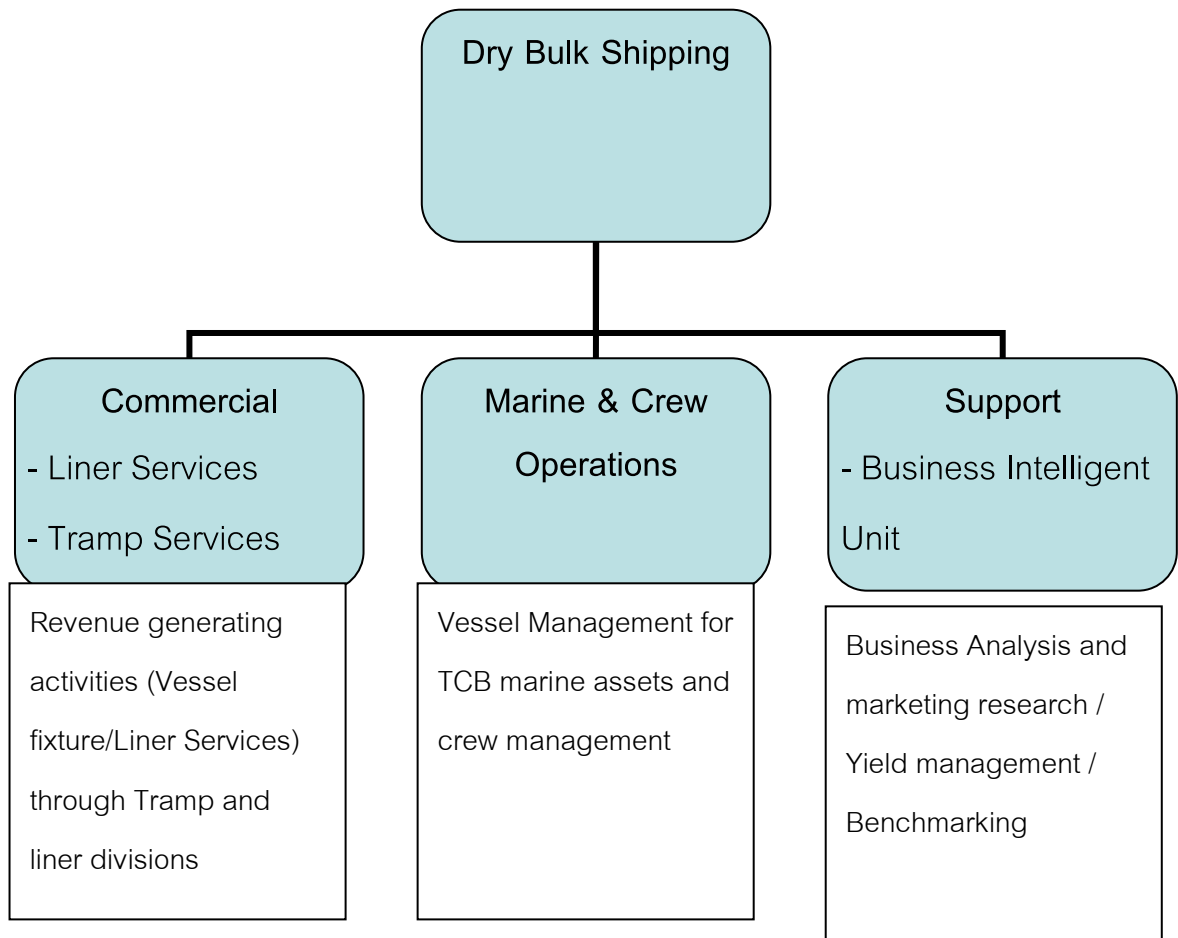 Dry Bulk Shipping
Commercial
- Liner Services
- Tramp Services
Revenue generating
activities (Vessel
fixture/Liner Services)
through Tramp and
liner divisions
Marine & Crew
Operations
Vessel Management for
TCB marine assets and
crew management
Support
- Business Intelligent
Unit
Business Analysis and
marketing research /
Yield management /
Benchmarking